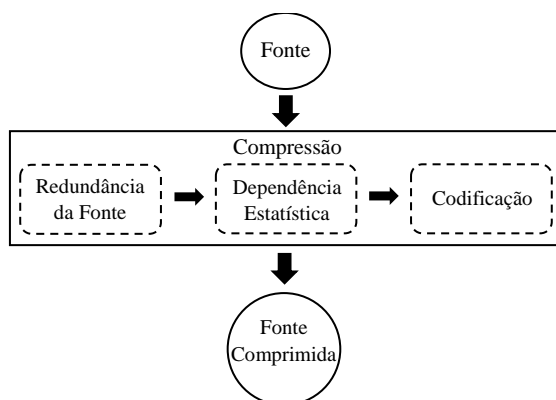 Fonte
Compressão
Redundância
da Fonte
Dependência
Estatística
Codificação
Fonte
Comprimida